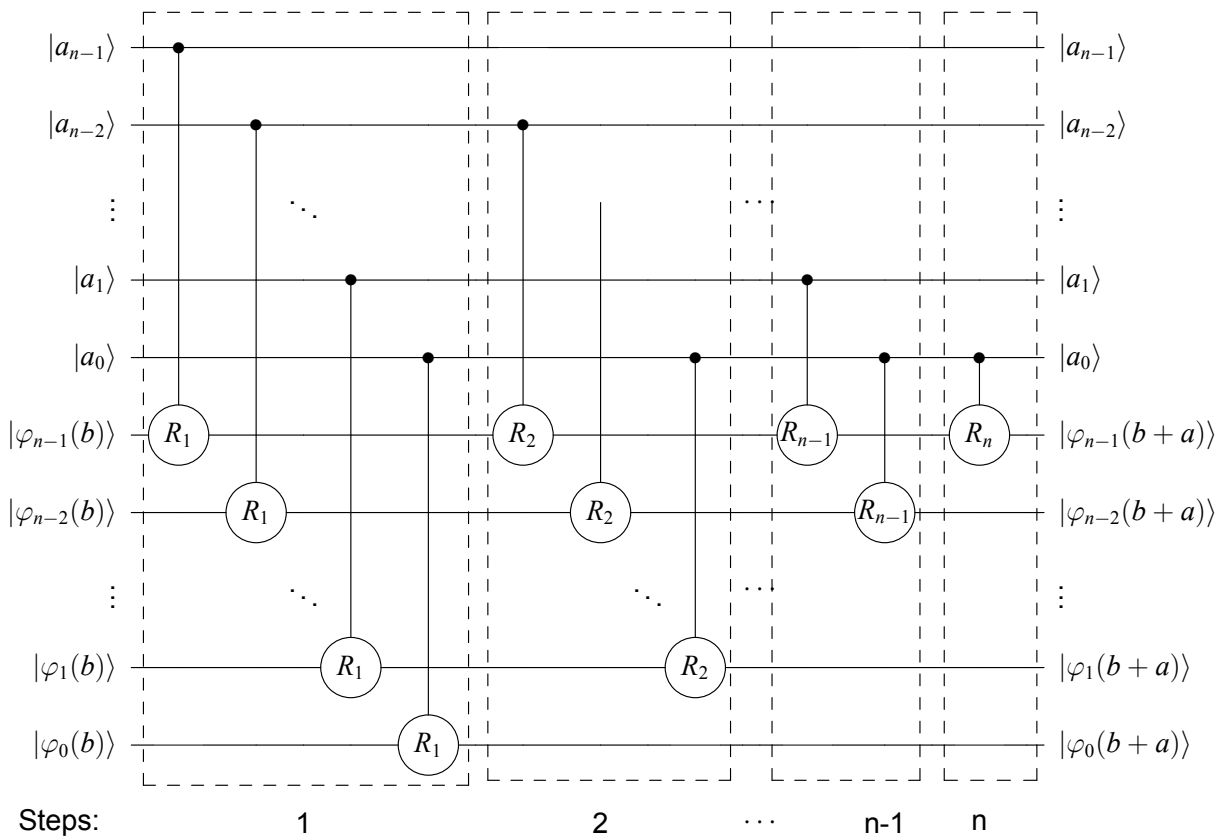 |a_{n−1}⟩ |a_{n−1}⟩
|a_{n−2}⟩ |a_{n−2}⟩
⋮ ⋱ ⋯ ⋮
|a_1⟩ |a_1⟩
|a_0⟩ |a_0⟩
|φ_{n−1}(b)⟩ R_1 R_2 R_{n−1} R_n |φ_{n−1}(b+a)⟩
|φ_{n−2}(b)⟩ R_1 R_2 R_{n−1} |φ_{n−2}(b+a)⟩
⋮ ⋱ ⋱ ⋯ ⋮
|φ_1(b)⟩ R_1 R_2 |φ_1(b+a)⟩
|φ_0(b)⟩ R_1 |φ_0(b+a)⟩
Steps: 1 2 ⋯ n-1 n